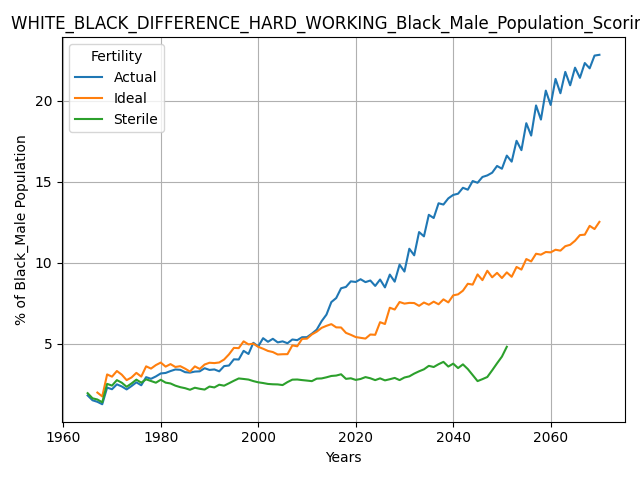 WHITE_BLACK_DIFFERENCE_HARD_WORKING_Black_Male_Population_Scorin
Fertility
Actual
Ideal
Sterile
% of Black_Male Population
20
15
10
5
1960 1980 2000 2020 2040 2060
Years